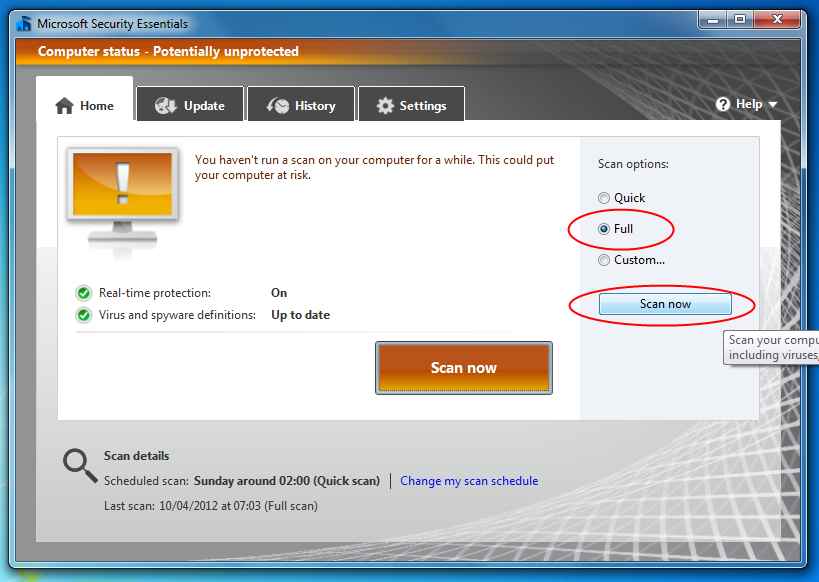 Microsoft Security Essentials
Computer status - Potentially unprotected
Home
Update
History
Settings
Help
You haven't run a scan on your computer for a while. This could put
your computer at risk.
Real-time protection: On
Virus and spyware definitions: Up to date
Scan now
Scan options:
Quick
Full
Custom...
Scan now
Scan your compu
including viruses,
Scan details
Scheduled scan: Sunday around 02:00 (Quick scan) | Change my scan schedule
Last scan: 10/04/2012 at 07:03 (Full scan)